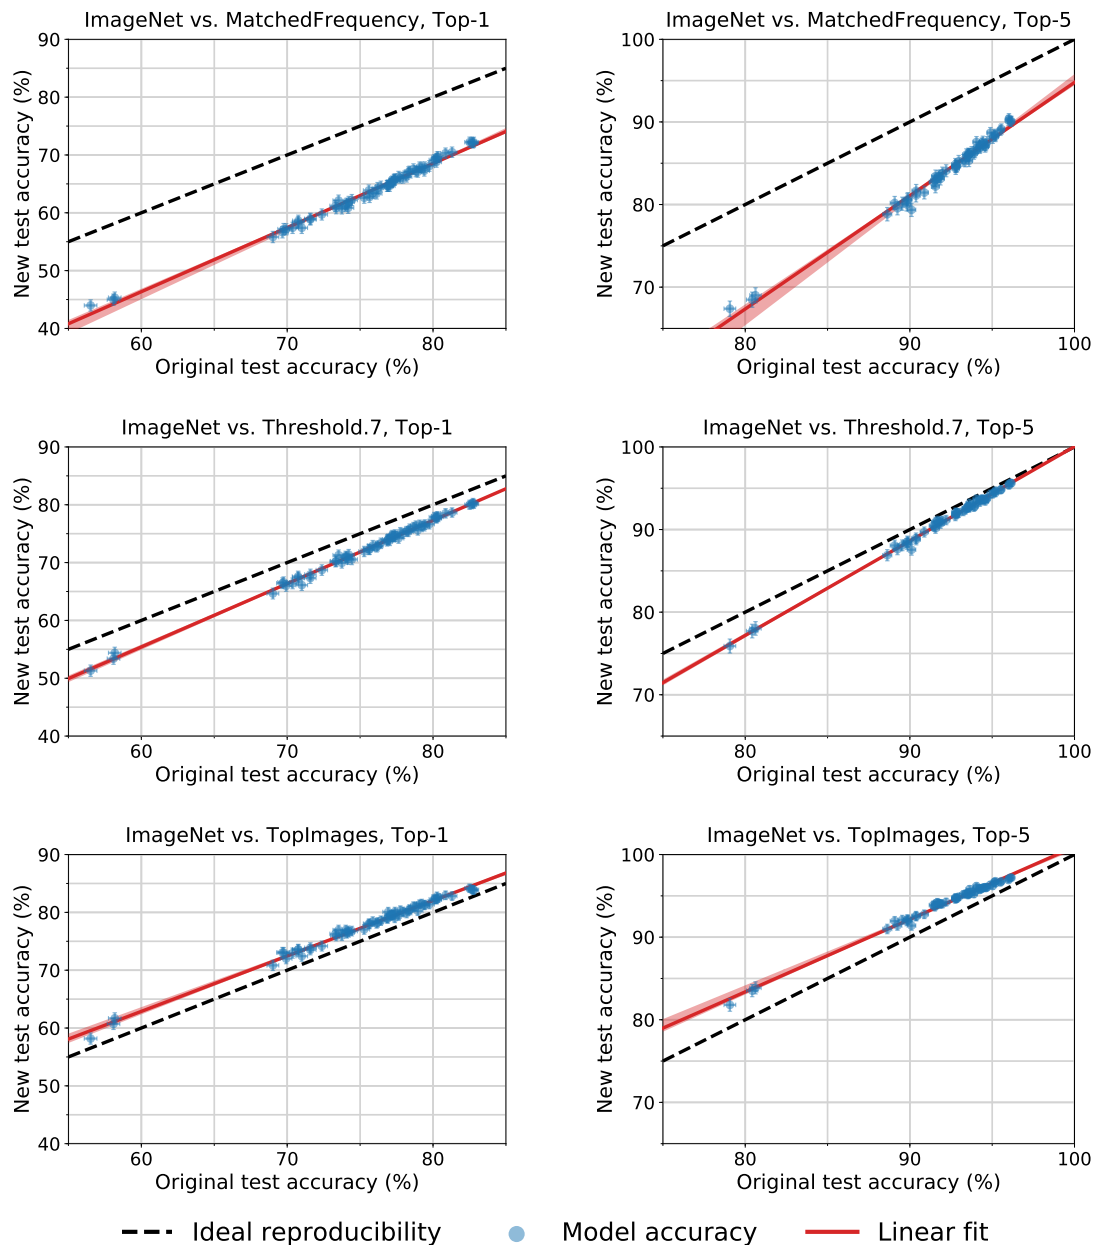 ImageNet vs. MatchedFrequency, Top-1
90
80
70
60
50
40
60
70
80
New test accuracy (%)
Original test accuracy (%)
ImageNet vs. MatchedFrequency, Top-5
100
90
80
70
80
90
100
New test accuracy (%)
Original test accuracy (%)
ImageNet vs. Threshold.7, Top-1
90
80
70
60
50
40
60
70
80
New test accuracy (%)
Original test accuracy (%)
ImageNet vs. Threshold.7, Top-5
100
90
80
70
80
90
100
New test accuracy (%)
Original test accuracy (%)
ImageNet vs. TopImages, Top-1
90
80
70
60
50
40
60
70
80
New test accuracy (%)
Original test accuracy (%)
ImageNet vs. TopImages, Top-5
100
90
80
70
80
90
100
New test accuracy (%)
Original test accuracy (%)
Ideal reproducibility
Model accuracy
Linear fit